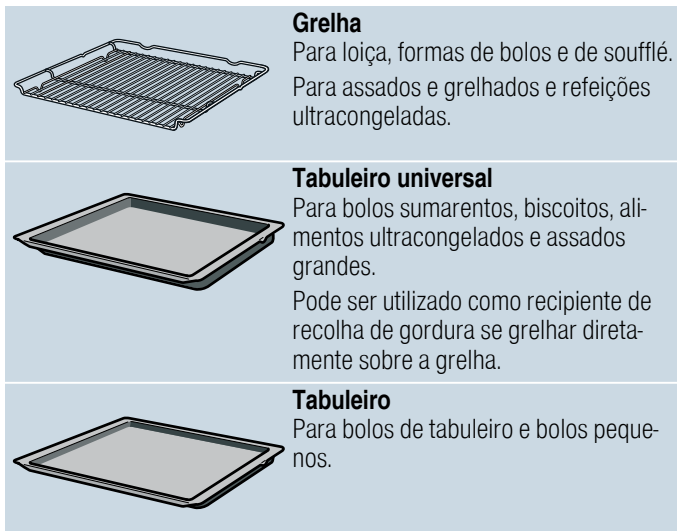 Grelha
Para loiça, formas de bolos e de soufflé.
Para assados e grelhados e refeições
ultracongeladas.
Tabuleiro universal
Para bolos sumarentos, biscoitos, ali-
mentos ultracongelados e assados
grandes.
Pode ser utilizado como recipiente de
recolha de gordura se grelhar direta-
mente sobre a grelha.
Tabuleiro
Para bolos de tabuleiro e bolos peque-
nos.